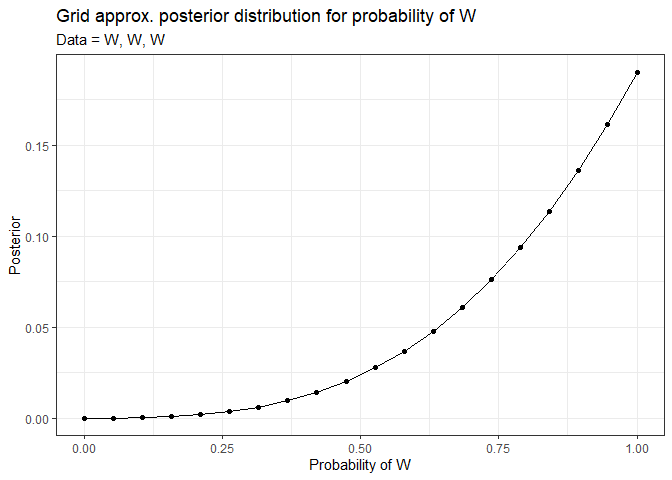 Grid approx. posterior distribution for probability of W
Data = W, W, W
Posterior
0.15
0.10
0.05
0.00
0.00 0.25 0.50 0.75 1.00
Probability of W